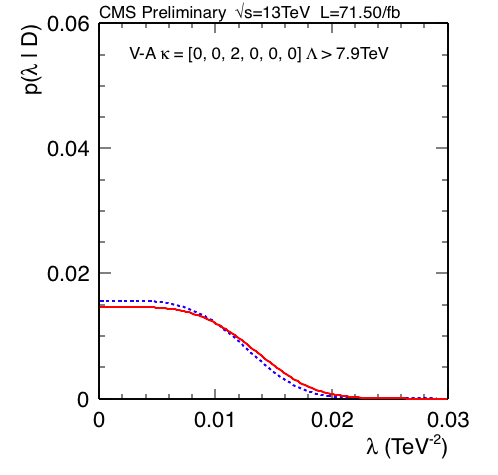 CMS Preliminary √s=13TeV L=71.50/fb
V-A κ = [0, 0, 2, 0, 0, 0] Λ > 7.9TeV
p(λ | D)
0.06
0.04
0.02
0
0 0.01 0.02 0.03
λ (TeV⁻²)